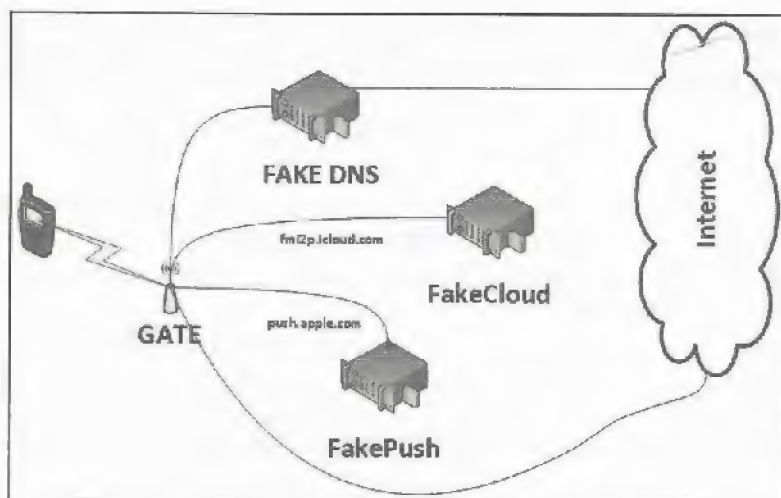 FAKE DNS
Internet
fmi2p.icloud.com
FakeCloud
GATE
push.apple.com
FakePush